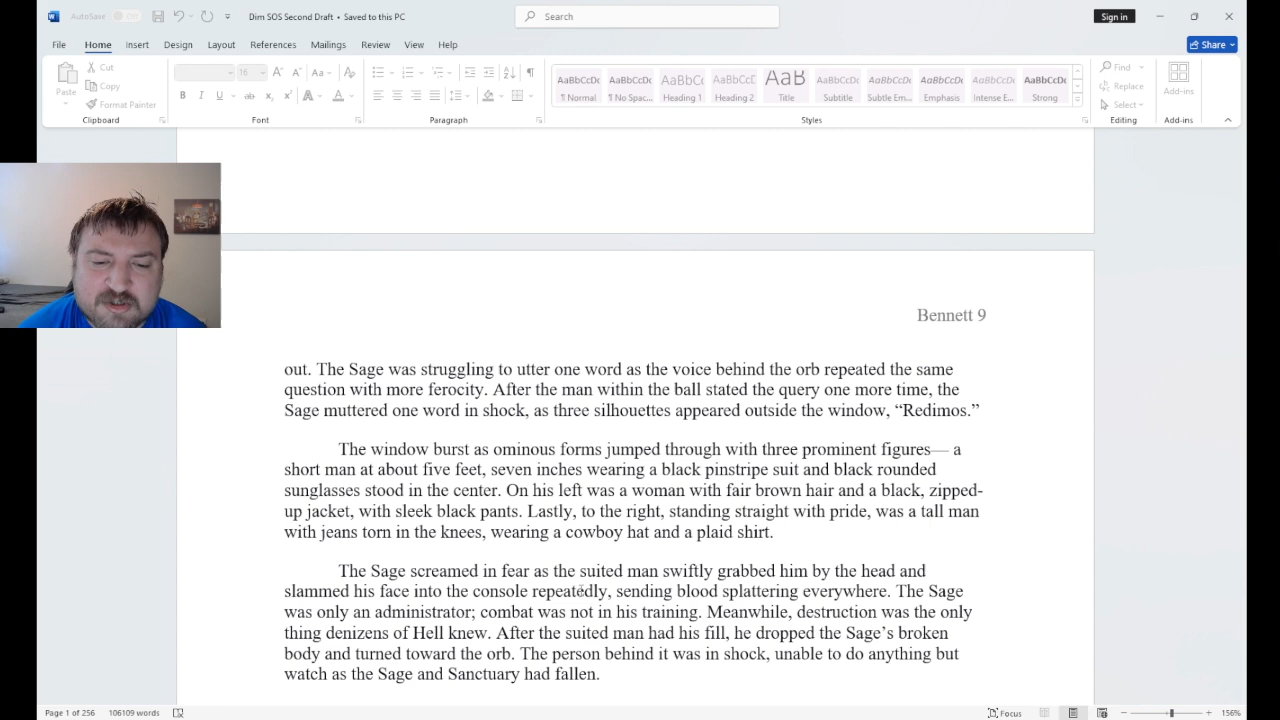 AutoSave
Dim SOS Second Draft • Saved to this PC
Search
Sign in
File Home Insert Design Layout References Mailings Review View Help
Share
Paste
Cut
Copy
Format Painter
Clipboard
16
Font
Paragraph
AaBbCcDc AaBbCcDc AaBbCc AaBbCcE AaB AaBbCcDc AaBbCcDc AaBbCcDc AaBbCcDc AaBbCcDc
¶ Normal ¶ No Spac... Heading 1 Heading 2 Title Subtitle Subtle Em... Emphasis Intense E... Strong
Styles
Find
Replace
Select
Editing
Add-ins
Add-ins
Bennett 9
out. The Sage was struggling to utter one word as the voice behind the orb repeated the same
question with more ferocity. After the man within the ball stated the query one more time, the
Sage muttered one word in shock, as three silhouettes appeared outside the window, “Redimos.”
The window burst as ominous forms jumped through with three prominent figures— a
short man at about five feet, seven inches wearing a black pinstripe suit and black rounded
sunglasses stood in the center. On his left was a woman with fair brown hair and a black, zipped-
up jacket, with sleek black pants. Lastly, to the right, standing straight with pride, was a tall man
with jeans torn in the knees, wearing a cowboy hat and a plaid shirt.
The Sage screamed in fear as the suited man swiftly grabbed him by the head and
slammed his face into the console repeatedly, sending blood splattering everywhere. The Sage
was only an administrator; combat was not in his training. Meanwhile, destruction was the only
thing denizens of Hell knew. After the suited man had his fill, he dropped the Sage’s broken
body and turned toward the orb. The person behind it was in shock, unable to do anything but
watch as the Sage and Sanctuary had fallen.
Page 1 of 256 106109 words
Focus
156%